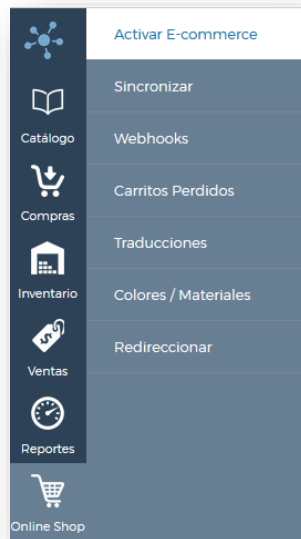 Activar E-commerce
Sincronizar
Catálogo
Webhooks
Carritos Perdidos
Compras
Traducciones
Inventario
Colores / Materiales
Redireccionar
Ventas
Reportes
Online Shop